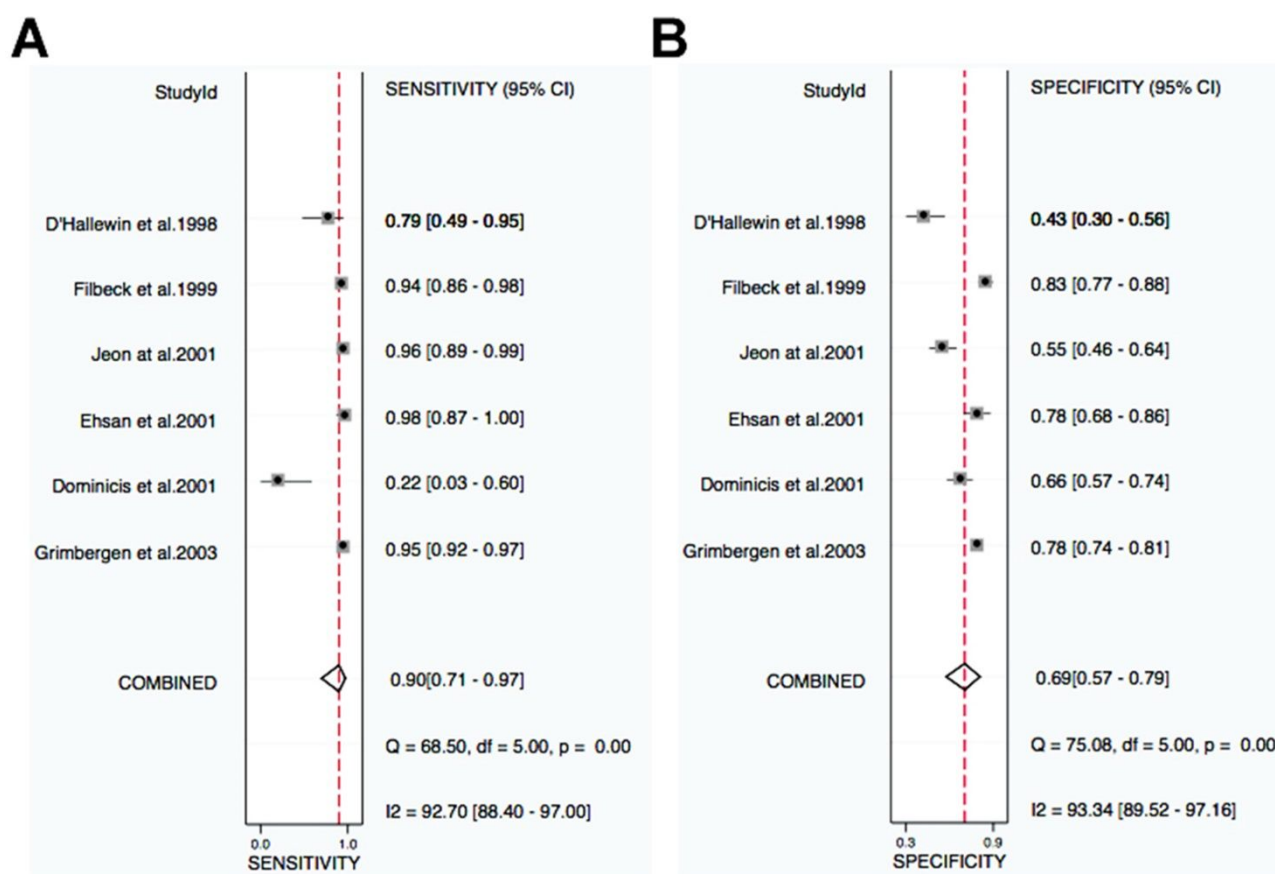 A
StudyId SENSITIVITY (95% CI)
D'Hallewin et al.1998 0.79 [0.49 - 0.95]
Filbeck et al.1999 0.94 [0.86 - 0.98]
Jeon at al.2001 0.96 [0.89 - 0.99]
Ehsan et al.2001 0.98 [0.87 - 1.00]
Dominicis et al.2001 0.22 [0.03 - 0.60]
Grimbergen et al.2003 0.95 [0.92 - 0.97]
COMBINED 0.90[0.71 - 0.97]
Q = 68.50, df = 5.00, p = 0.00
I2 = 92.70 [88.40 - 97.00]
0.0 1.0
SENSITIVITY
B
StudyId SPECIFICITY (95% CI)
D'Hallewin et al.1998 0.43 [0.30 - 0.56]
Filbeck et al.1999 0.83 [0.77 - 0.88]
Jeon at al.2001 0.55 [0.46 - 0.64]
Ehsan et al.2001 0.78 [0.68 - 0.86]
Dominicis et al.2001 0.66 [0.57 - 0.74]
Grimbergen et al.2003 0.78 [0.74 - 0.81]
COMBINED 0.69[0.57 - 0.79]
Q = 75.08, df = 5.00, p = 0.00
I2 = 93.34 [89.52 - 97.16]
0.3 0.9
SPECIFICITY